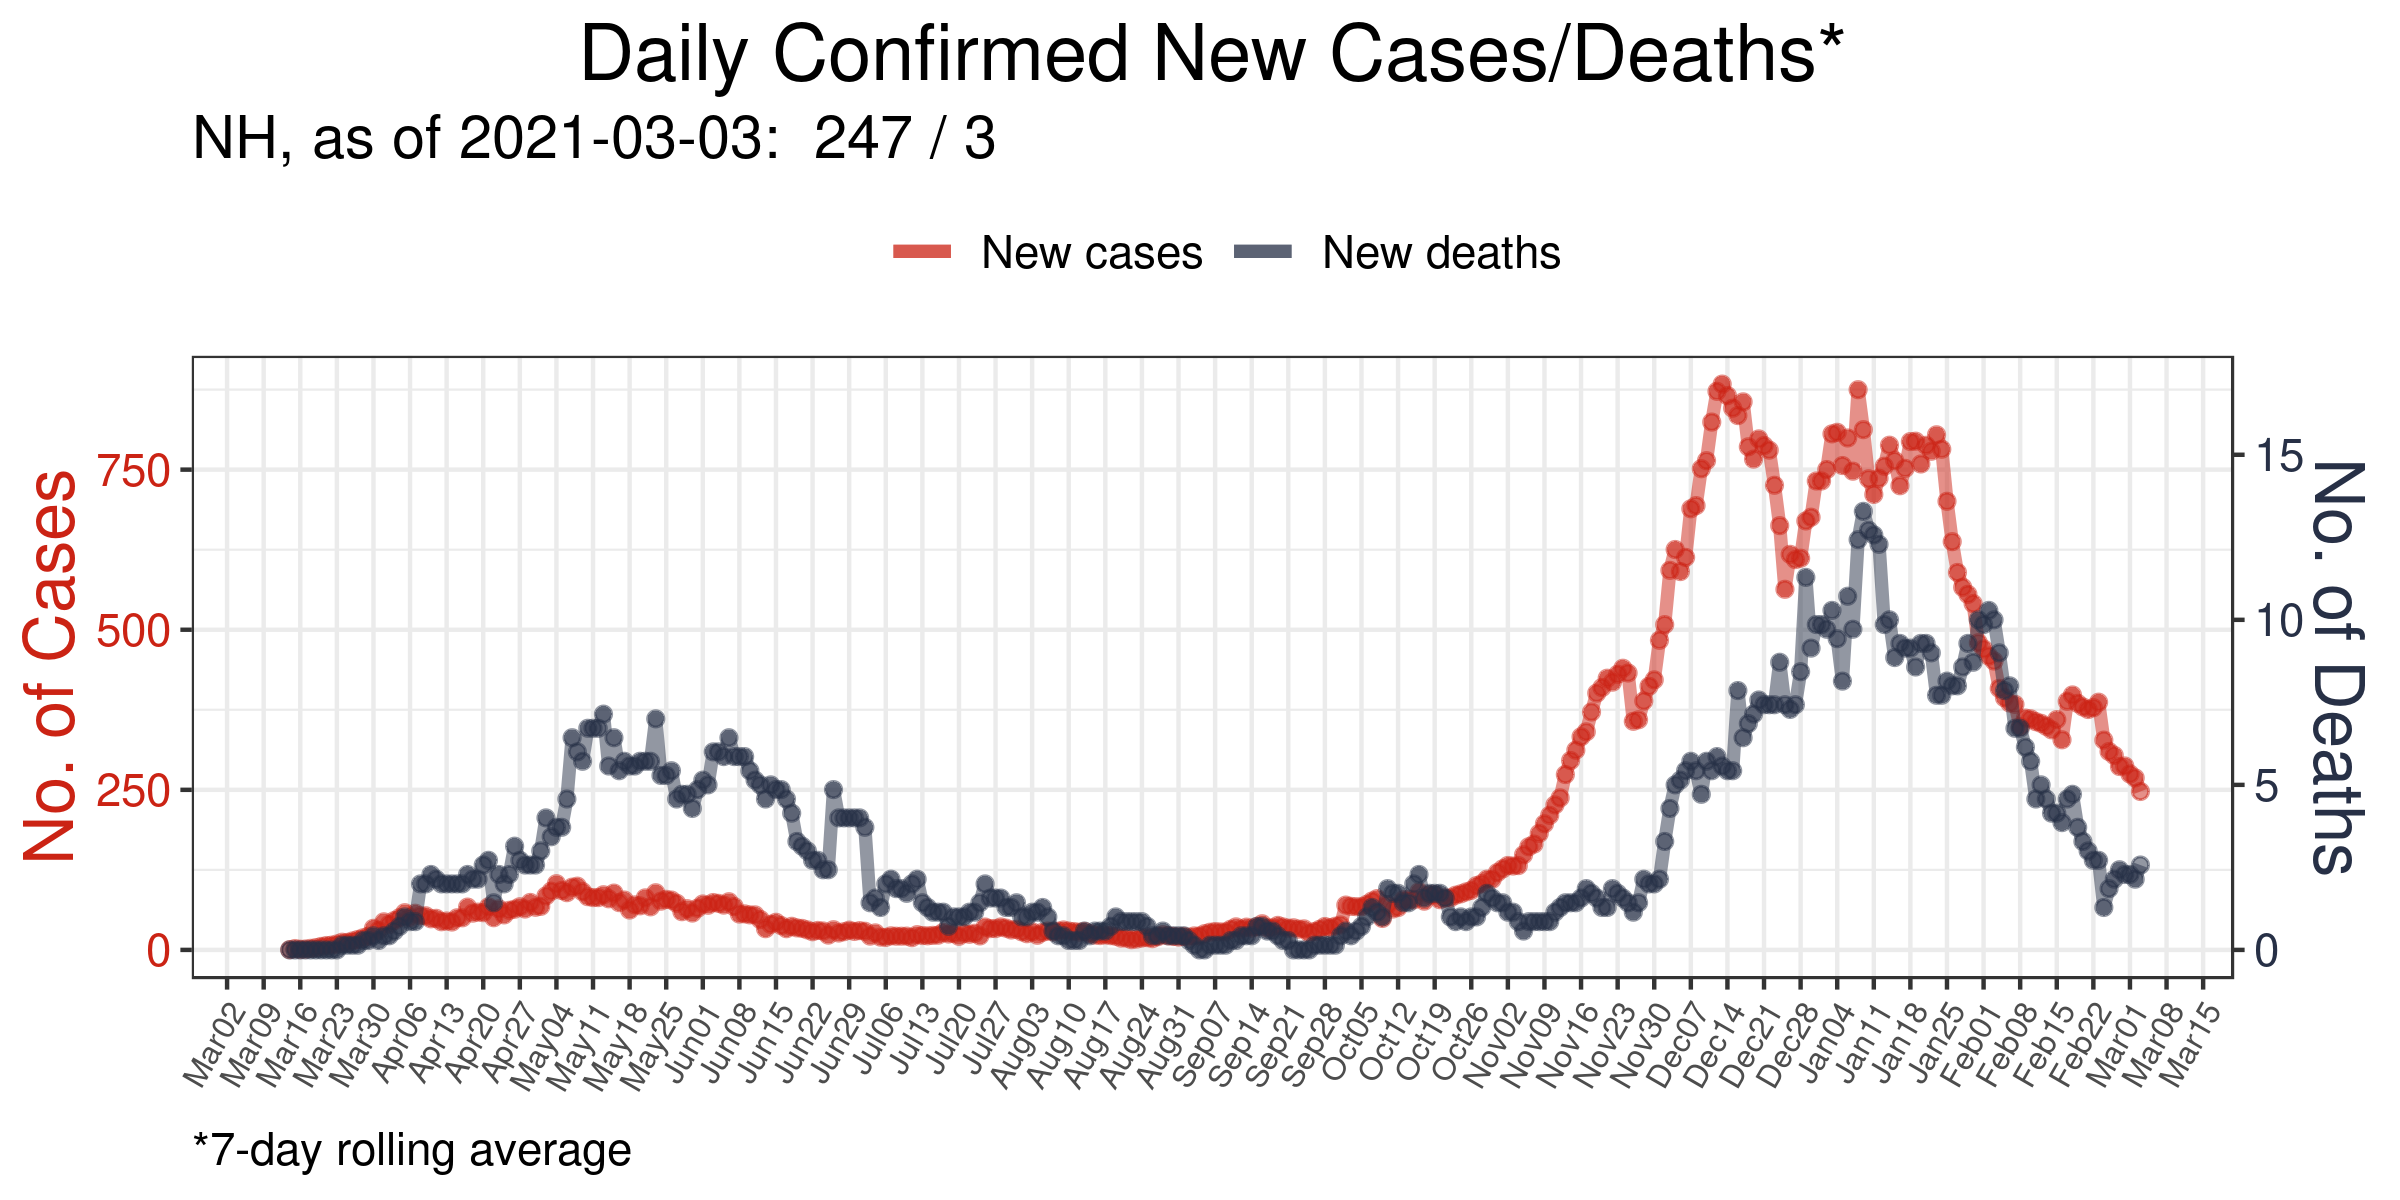 Daily Confirmed New Cases/Deaths*
NH, as of 2021-03-03:  247 / 3
New cases
New deaths
No. of Cases
750
500
250
0
15
10
5
0
No. of Deaths
Mar02
Mar09
Mar16
Mar23
Mar30
Apr06
Apr13
Apr20
Apr27
May04
May11
May18
May25
Jun01
Jun08
Jun15
Jun22
Jun29
Jul06
Jul13
Jul20
Jul27
Aug03
Aug10
Aug17
Aug24
Aug31
Sep07
Sep14
Sep21
Sep28
Oct05
Oct12
Oct19
Oct26
Nov02
Nov09
Nov16
Nov23
Nov30
Dec07
Dec14
Dec21
Dec28
Jan04
Jan11
Jan18
Jan25
Feb01
Feb08
Feb15
Feb22
Mar01
Mar08
Mar15
*7-day rolling average